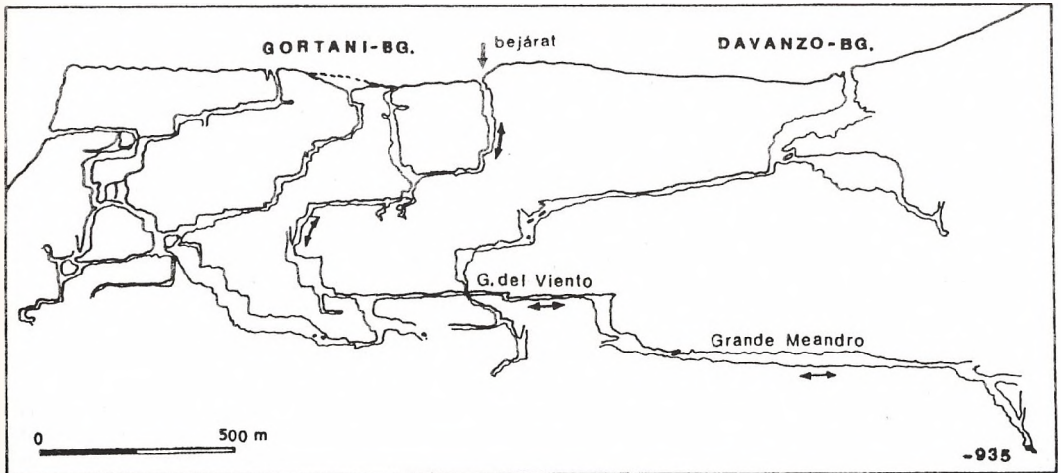 GORTANI-BG.
bejárat
DAVANZO-BG.
G. del Viento
Grande Meandro
0 500 m
-935